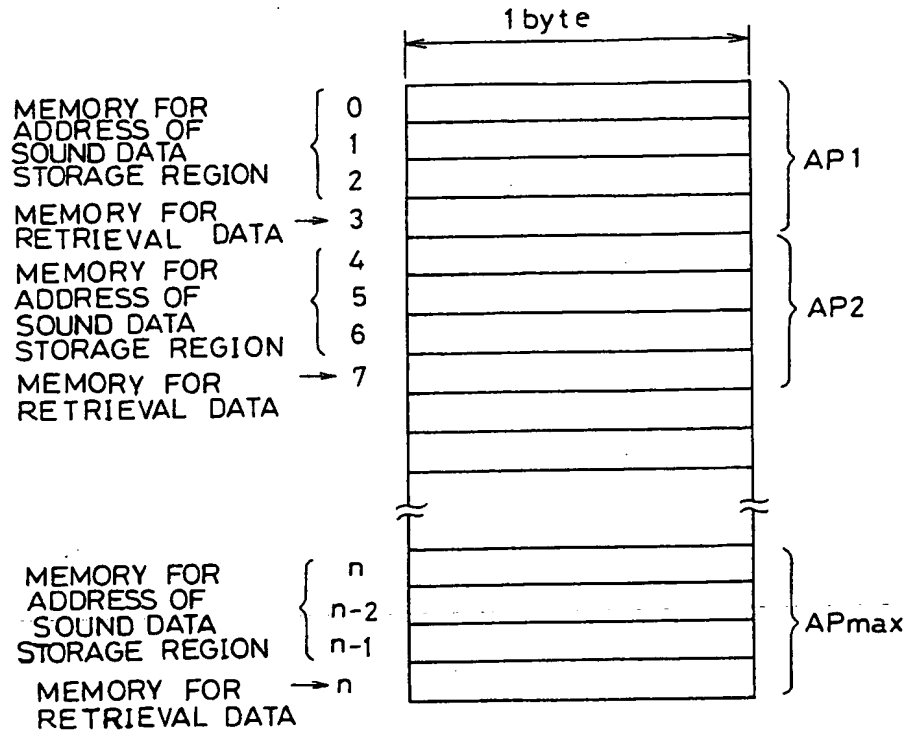 1 byte
MEMORY FOR
ADDRESS OF
SOUND DATA
STORAGE REGION
0
1
2
AP1
MEMORY FOR
RETRIEVAL DATA
3
MEMORY FOR
ADDRESS OF
SOUND DATA
STORAGE REGION
4
5
6
AP2
MEMORY FOR
RETRIEVAL DATA
7
MEMORY FOR
ADDRESS OF
SOUND DATA
STORAGE REGION
n
n-2
n-1
APmax
MEMORY FOR
RETRIEVAL DATA
n